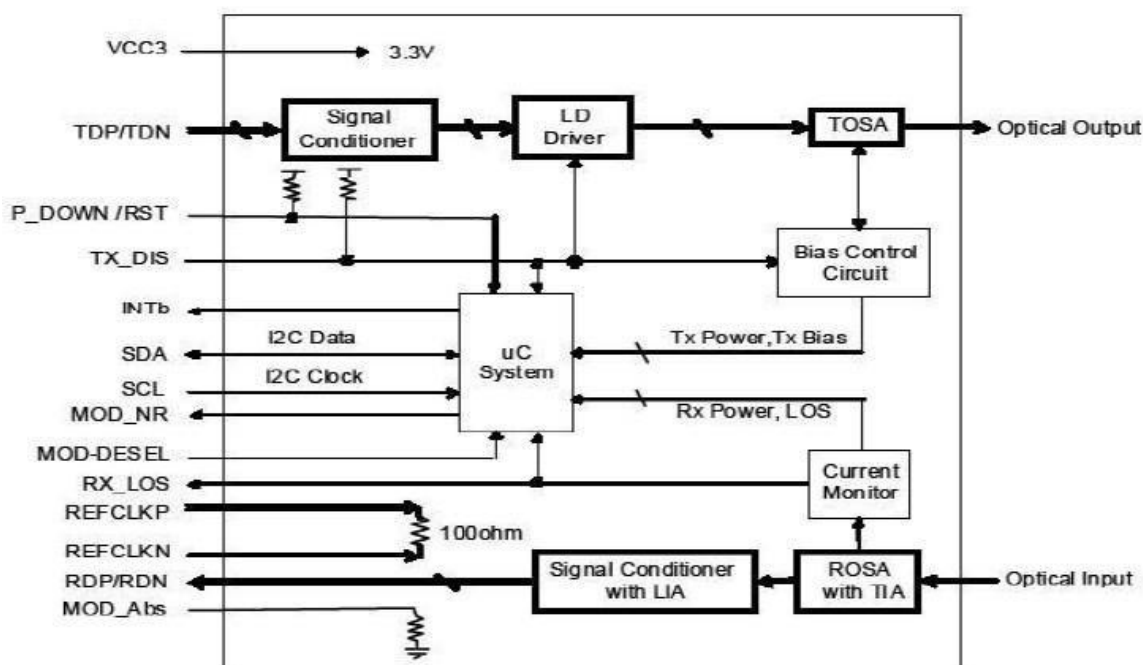 VCC3
3.3V
TDP/TDN
Signal
Conditioner
LD
Driver
TOSA
Optical Output
P_DOWN /RST
TX_DIS
Bias Control
Circuit
INTb
I2C Data
SDA
uC
System
Tx Power,Tx Bias
I2C Clock
SCL
MOD_NR
Rx Power, LOS
MOD-DESEL
RX_LOS
Current
Monitor
REFCLKP
100ohm
REFCLKN
RDP/RDN
Signal Conditioner
with LIA
ROSA
with TIA
Optical Input
MOD_Abs